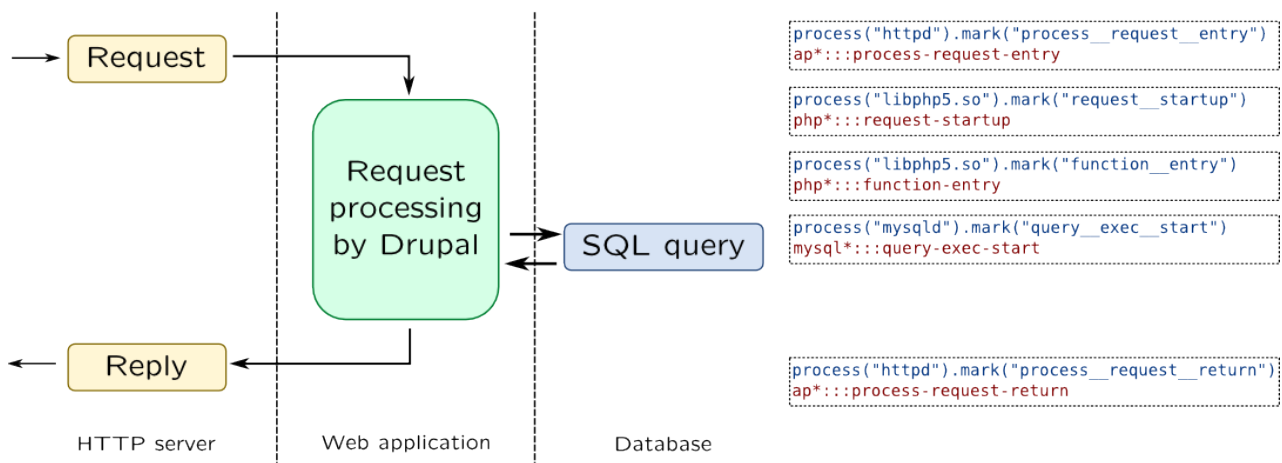 Request
Request
processing
by Drupal
SQL query
Reply
HTTP server
Web application
Database
process("httpd").mark("process__request__entry")
ap*:::process-request-entry
process("libphp5.so").mark("request__startup")
php*:::request-startup
process("libphp5.so").mark("function__entry")
php*:::function-entry
process("mysqld").mark("query__exec__start")
mysql*:::query-exec-start
process("httpd").mark("process__request__return")
ap*:::process-request-return